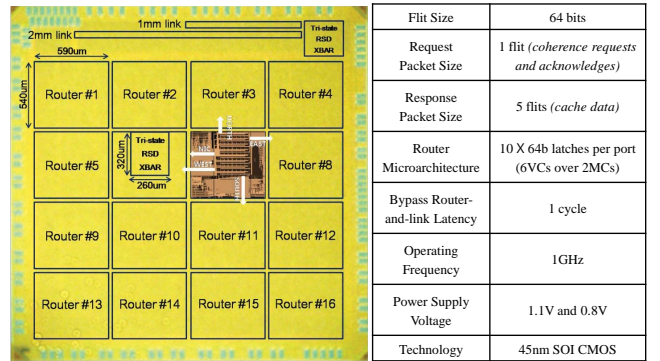 1mm link
2mm link
Tri-state
RSD
XBAR
590um
540um
Router #1
Router #2
Router #3
Router #4
Router #5
Tri-state
RSD
XBAR
320um
260um
NIC
EAST
WEST
Router #8
Router #9
Router #10
Router #11
Router #12
Router #13
Router #14
Router #15
Router #16
Flit Size
64 bits
Request
Packet Size
1 flit (coherence requests
and acknowledges)
Response
Packet Size
5 flits (cache data)
Router
Microarchitecture
10 X 64b latches per port
(6VCs over 2MCs)
Bypass Router-
and-link Latency
1 cycle
Operating
Frequency
1GHz
Power Supply
Voltage
1.1V and 0.8V
Technology
45nm SOI CMOS